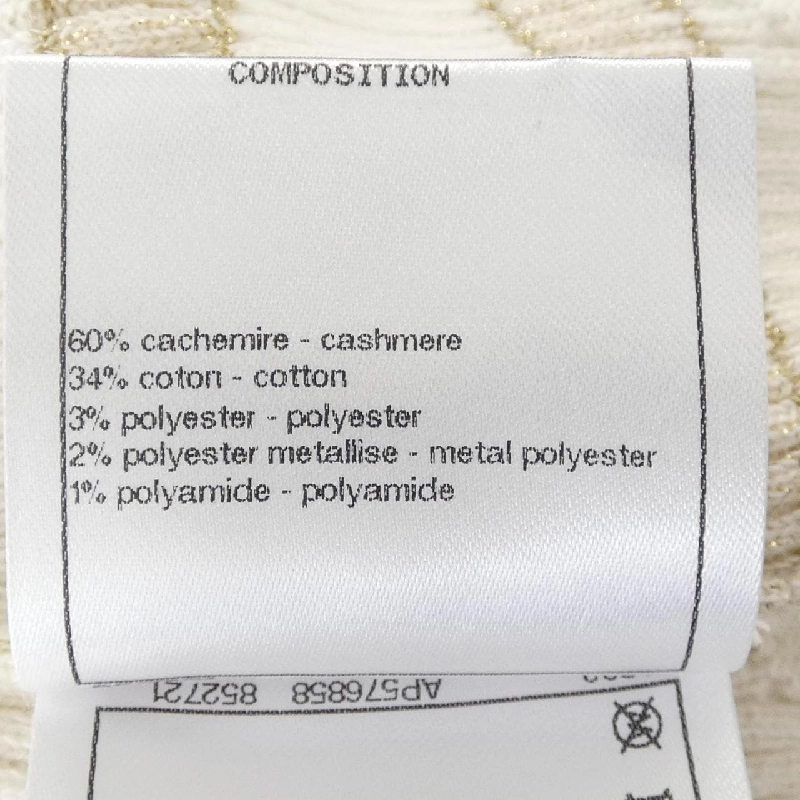 COMPOSITION
60% cachemire - cashmere
34% coton - cotton
3% polyester - polyester
2% polyester metallise - metal polyester
1% polyamide - polyamide
AP576858 852721